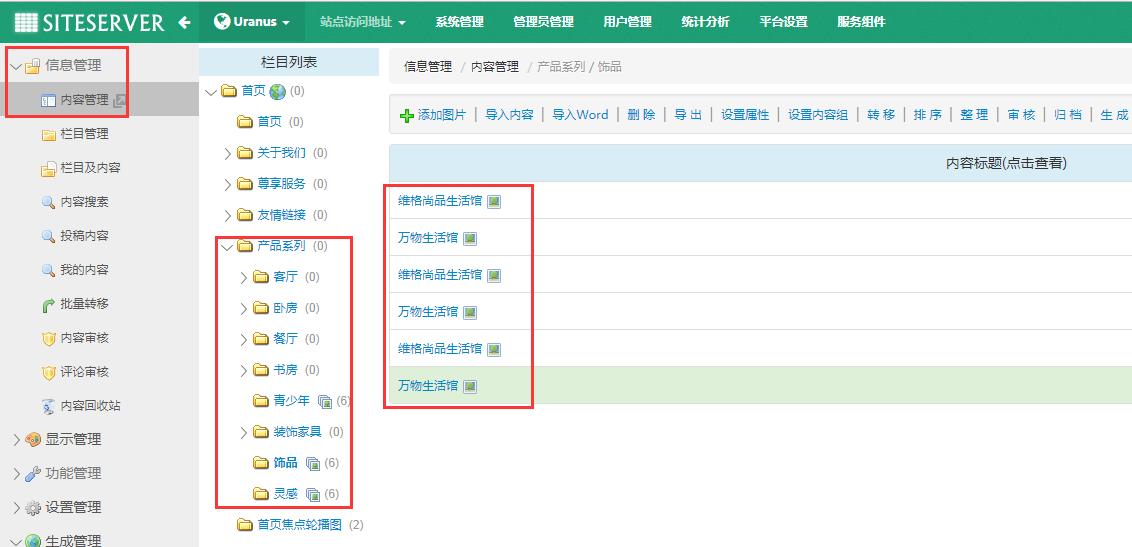 SITESERVER Uranus 站点访问地址 系统管理 管理员管理 用户管理 统计分析 平台设置 服务组件
信息管理
内容管理
栏目管理
栏目及内容
内容搜索
投稿内容
我的内容
批量转移
内容审核
评论审核
内容回收站
显示管理
功能管理
设置管理
生成管理
栏目列表
首页 (0)
首页 (0)
关于我们 (0)
尊享服务 (0)
友情链接 (0)
产品系列 (0)
客厅 (0)
卧房 (0)
餐厅 (0)
书房 (0)
青少年 (6)
装饰家具 (0)
饰品 (6)
灵感 (6)
首页焦点轮播图 (2)
信息管理 / 内容管理 / 产品系列 / 饰品
添加图片 | 导入内容 | 导入Word | 删 除 | 导 出 | 设置属性 | 设置内容组 | 转 移 | 排 序 | 整 理 | 审 核 | 归 档 | 生 成
内容标题(点击查看)
维格尚品生活馆
万物生活馆
维格尚品生活馆
万物生活馆
维格尚品生活馆
万物生活馆